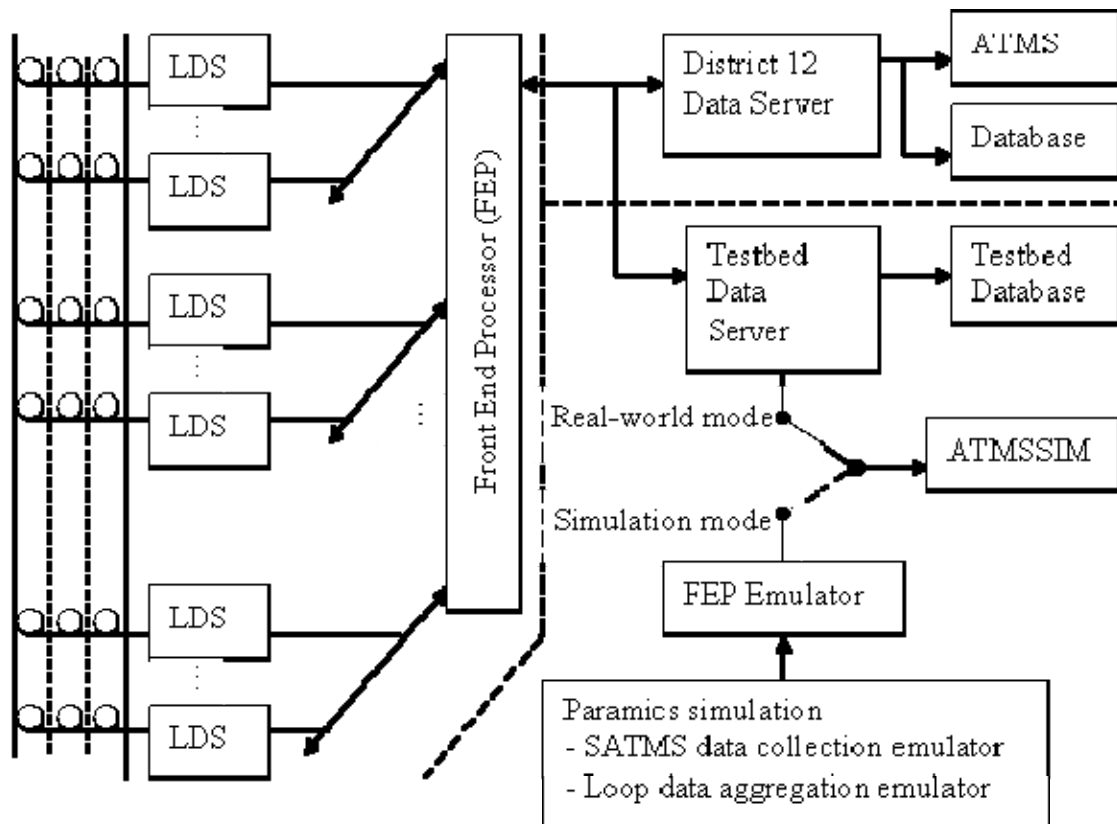 LDS
LDS
LDS
LDS
LDS
LDS
Front End Processor (FEP)
District 12
Data Server
ATMS
Database
Testbed
Data
Server
Testbed
Database
Real-world mode
ATMSSIM
Simulation mode
FEP Emulator
Paramics simulation
- SATMS data collection emulator
- Loop data aggregation emulator